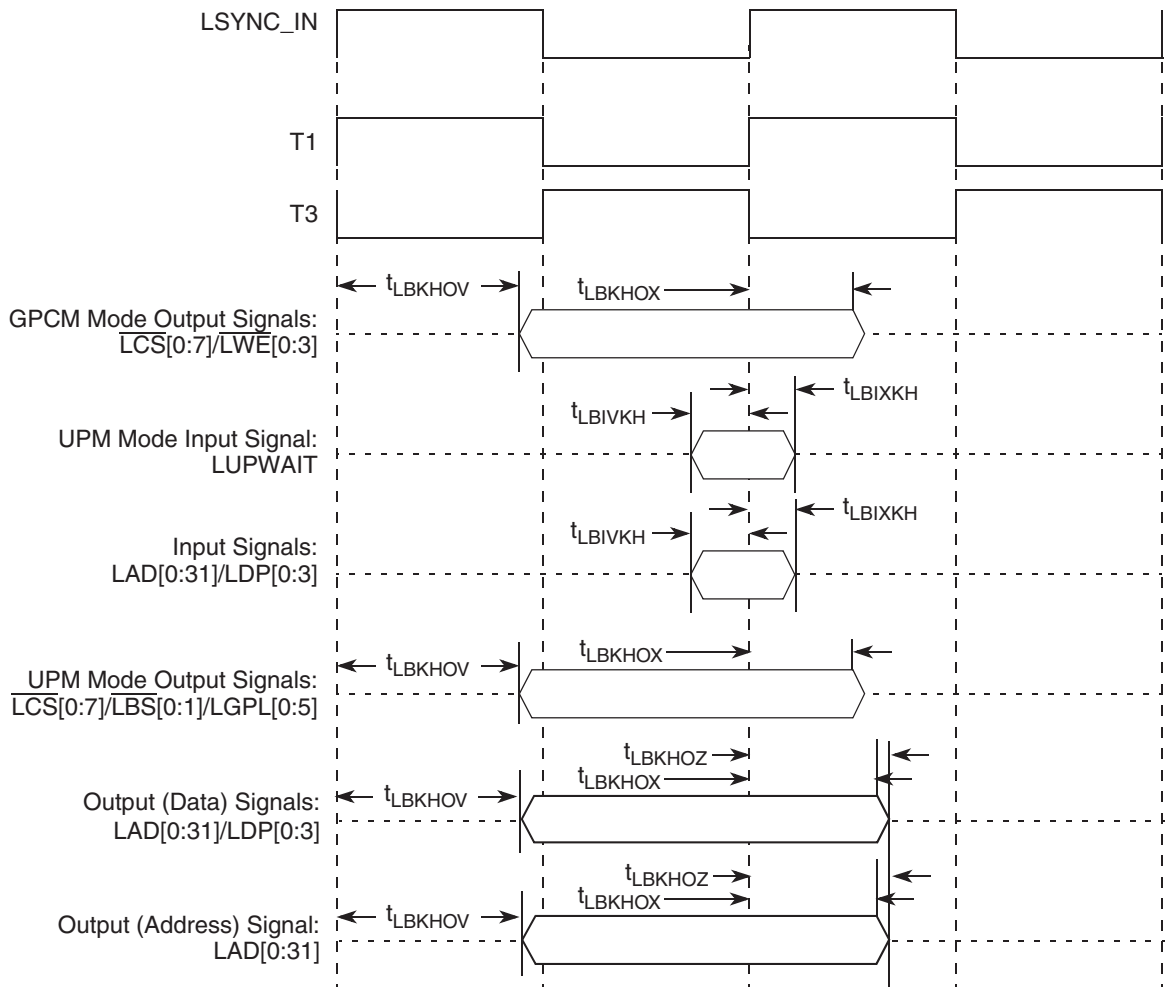 LSYNC_IN
T1
T3
tLBKHOV
tLBKHOX
GPCM Mode Output Signals:
LCS[0:7]/LWE[0:3]
tLBIXKH
tLBIVKH
UPM Mode Input Signal:
LUPWAIT
tLBIXKH
tLBIVKH
Input Signals:
LAD[0:31]/LDP[0:3]
tLBKHOX
tLBKHOV
UPM Mode Output Signals:
LCS[0:7]/LBS[0:1]/LGPL[0:5]
tLBKHOZ
tLBKHOX
tLBKHOV
Output (Data) Signals:
LAD[0:31]/LDP[0:3]
tLBKHOZ
tLBKHOX
tLBKHOV
Output (Address) Signal:
LAD[0:31]